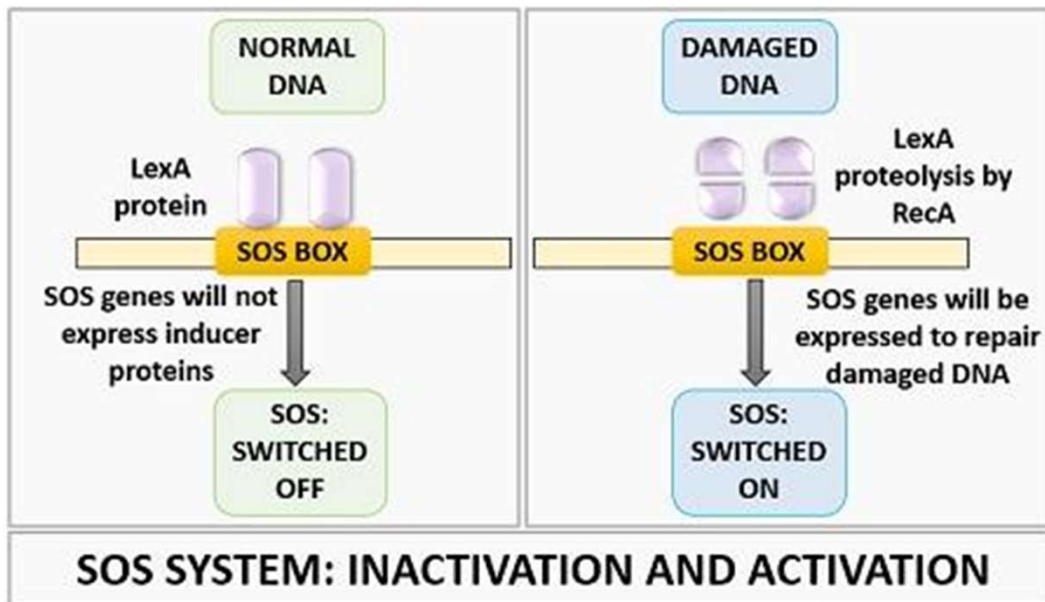 NORMAL
DNA
LexA
protein
SOS BOX
SOS genes will not
express inducer
proteins
SOS:
SWITCHED
OFF
DAMAGED
DNA
LexA
proteolysis by
RecA
SOS BOX
SOS genes will be
expressed to repair
damaged DNA
SOS:
SWITCHED
ON
SOS SYSTEM: INACTIVATION AND ACTIVATION